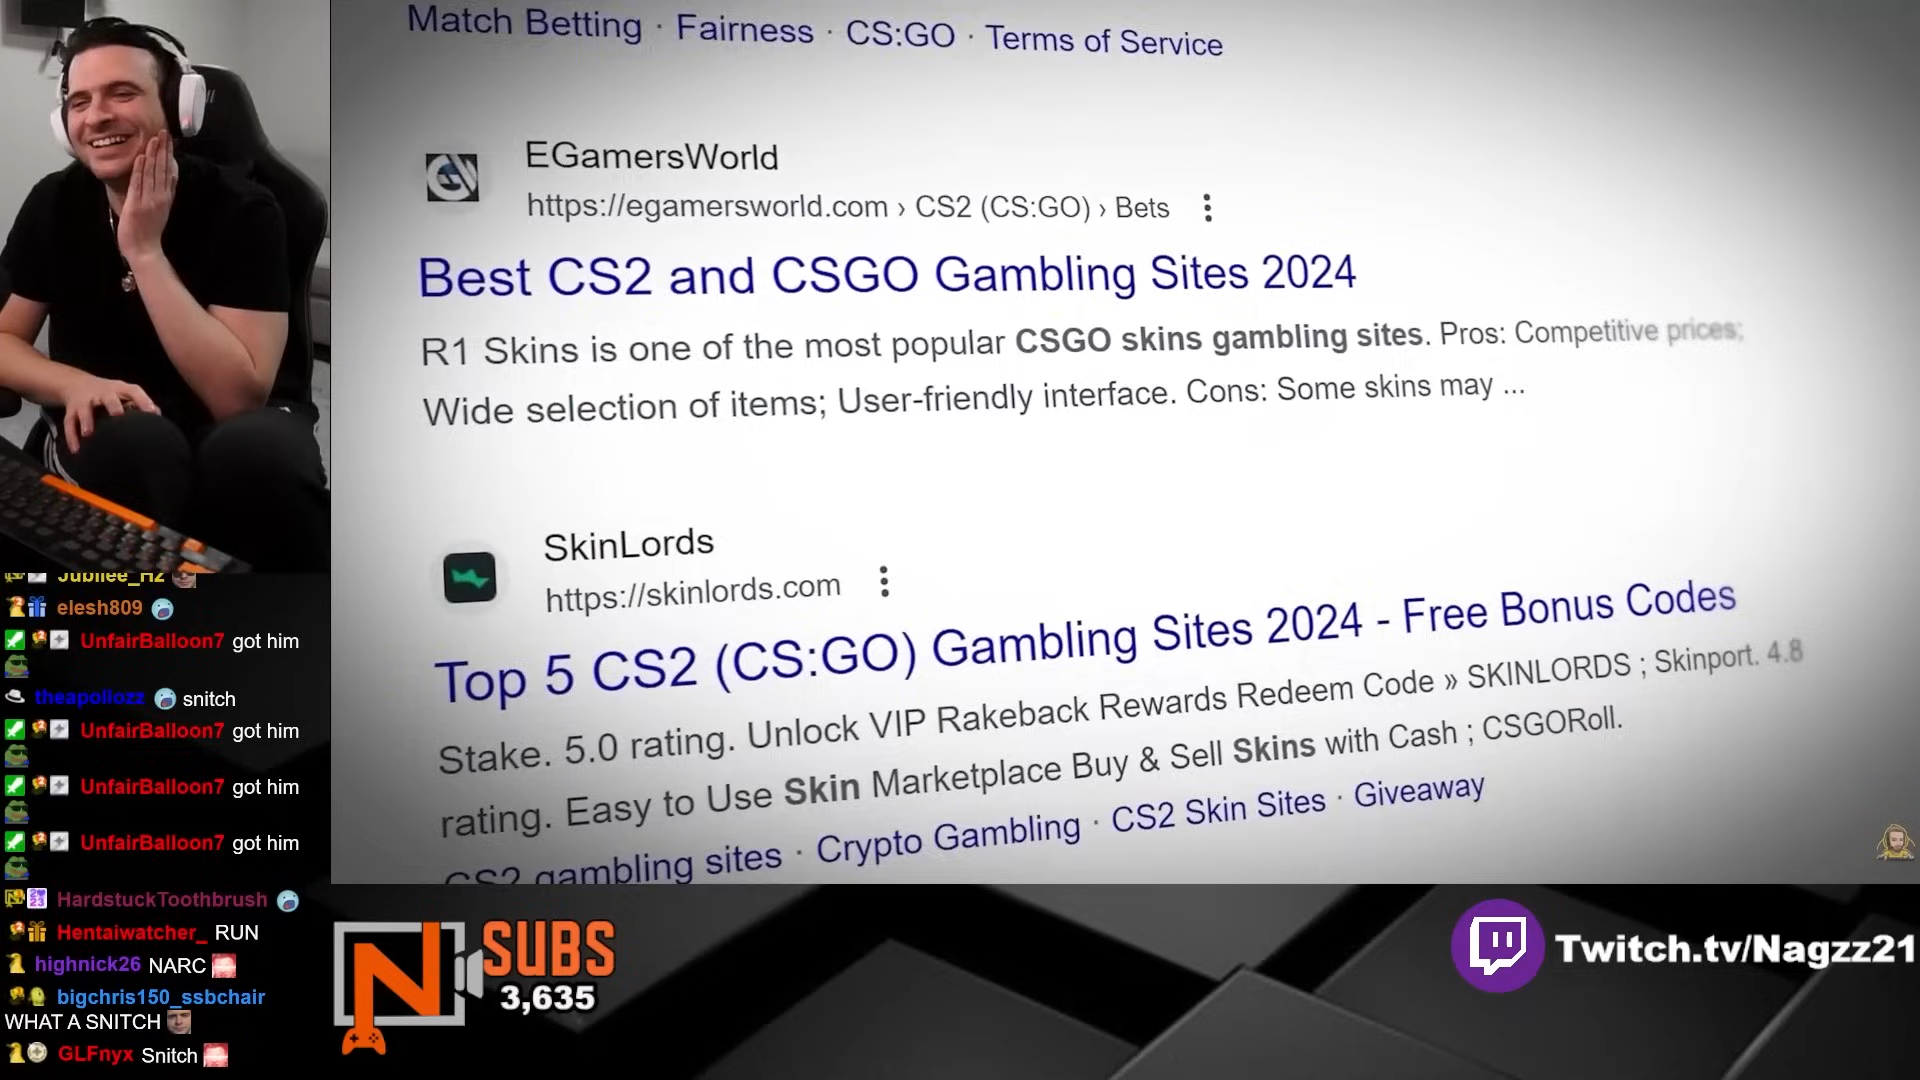 Match Betting · Fairness · CS:GO · Terms of Service
EGamersWorld
https://egamersworld.com › CS2 (CS:GO) › Bets
Best CS2 and CSGO Gambling Sites 2024
R1 Skins is one of the most popular CSGO skins gambling sites. Pros: Competitive prices;
Wide selection of items; User-friendly interface. Cons: Some skins may ...
SkinLords
https://skinlords.com
Top 5 CS2 (CS:GO) Gambling Sites 2024 - Free Bonus Codes
Stake. 5.0 rating. Unlock VIP Rakeback Rewards Redeem Code » SKINLORDS ; Skinport. 4.8
rating. Easy to Use Skin Marketplace Buy & Sell Skins with Cash ; CSGORoll.
CS2 gambling sites · Crypto Gambling · CS2 Skin Sites · Giveaway
Jubilee_Hz
elesh809
UnfairBalloon7 got him
theapollozz snitch
UnfairBalloon7 got him
UnfairBalloon7 got him
UnfairBalloon7 got him
HardstuckToothbrush
Hentaiwatcher_ RUN
highnick26 NARC
bigchris150_ssbchair
WHAT A SNITCH
GLFnyx Snitch
N
SUBS
3,635
Twitch.tv/Nagzz21